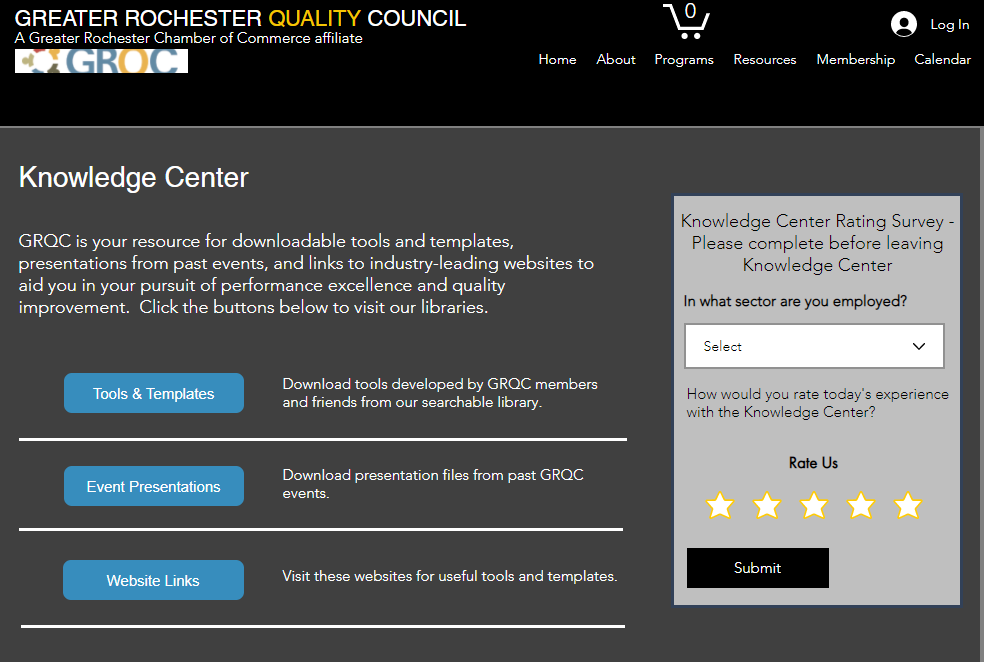 GREATER ROCHESTER QUALITY COUNCIL
A Greater Rochester Chamber of Commerce affiliate
GRQC
0
Log In
Home About Programs Resources Membership Calendar
Knowledge Center
GRQC is your resource for downloadable tools and templates,
presentations from past events, and links to industry-leading websites to
aid you in your pursuit of performance excellence and quality
improvement. Click the buttons below to visit our libraries.
Tools & Templates
Download tools developed by GRQC members
and friends from our searchable library.
Event Presentations
Download presentation files from past GRQC
events.
Website Links
Visit these websites for useful tools and templates.
Knowledge Center Rating Survey -
Please complete before leaving
Knowledge Center
In what sector are you employed?
Select
How would you rate today's experience
with the Knowledge Center?
Rate Us
Submit